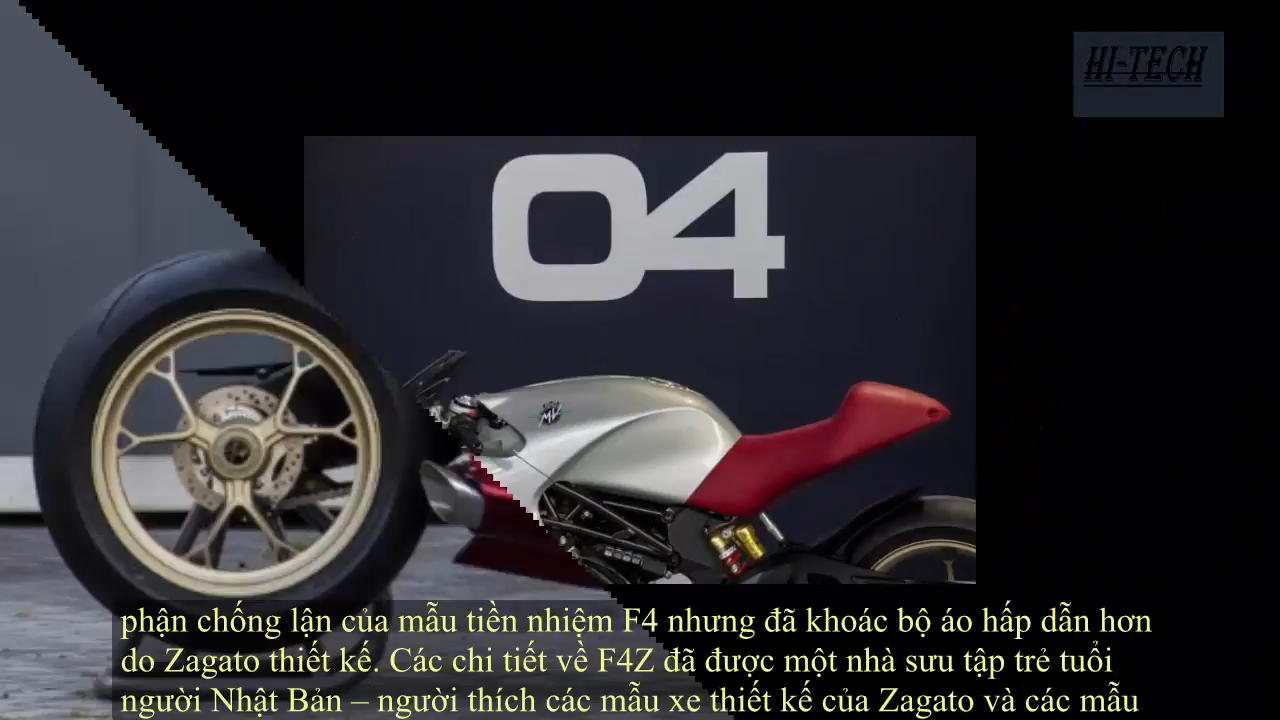 HI-TECH
04
MV
phận chống lận của mẫu tiền nhiệm F4 nhưng đã khoác bộ áo hấp dẫn hơn
do Zagato thiết kế. Các chi tiết về F4Z đã được một nhà sưu tập trẻ tuổi
người Nhật Bản – người thích các mẫu xe thiết kế của Zagato và các mẫu